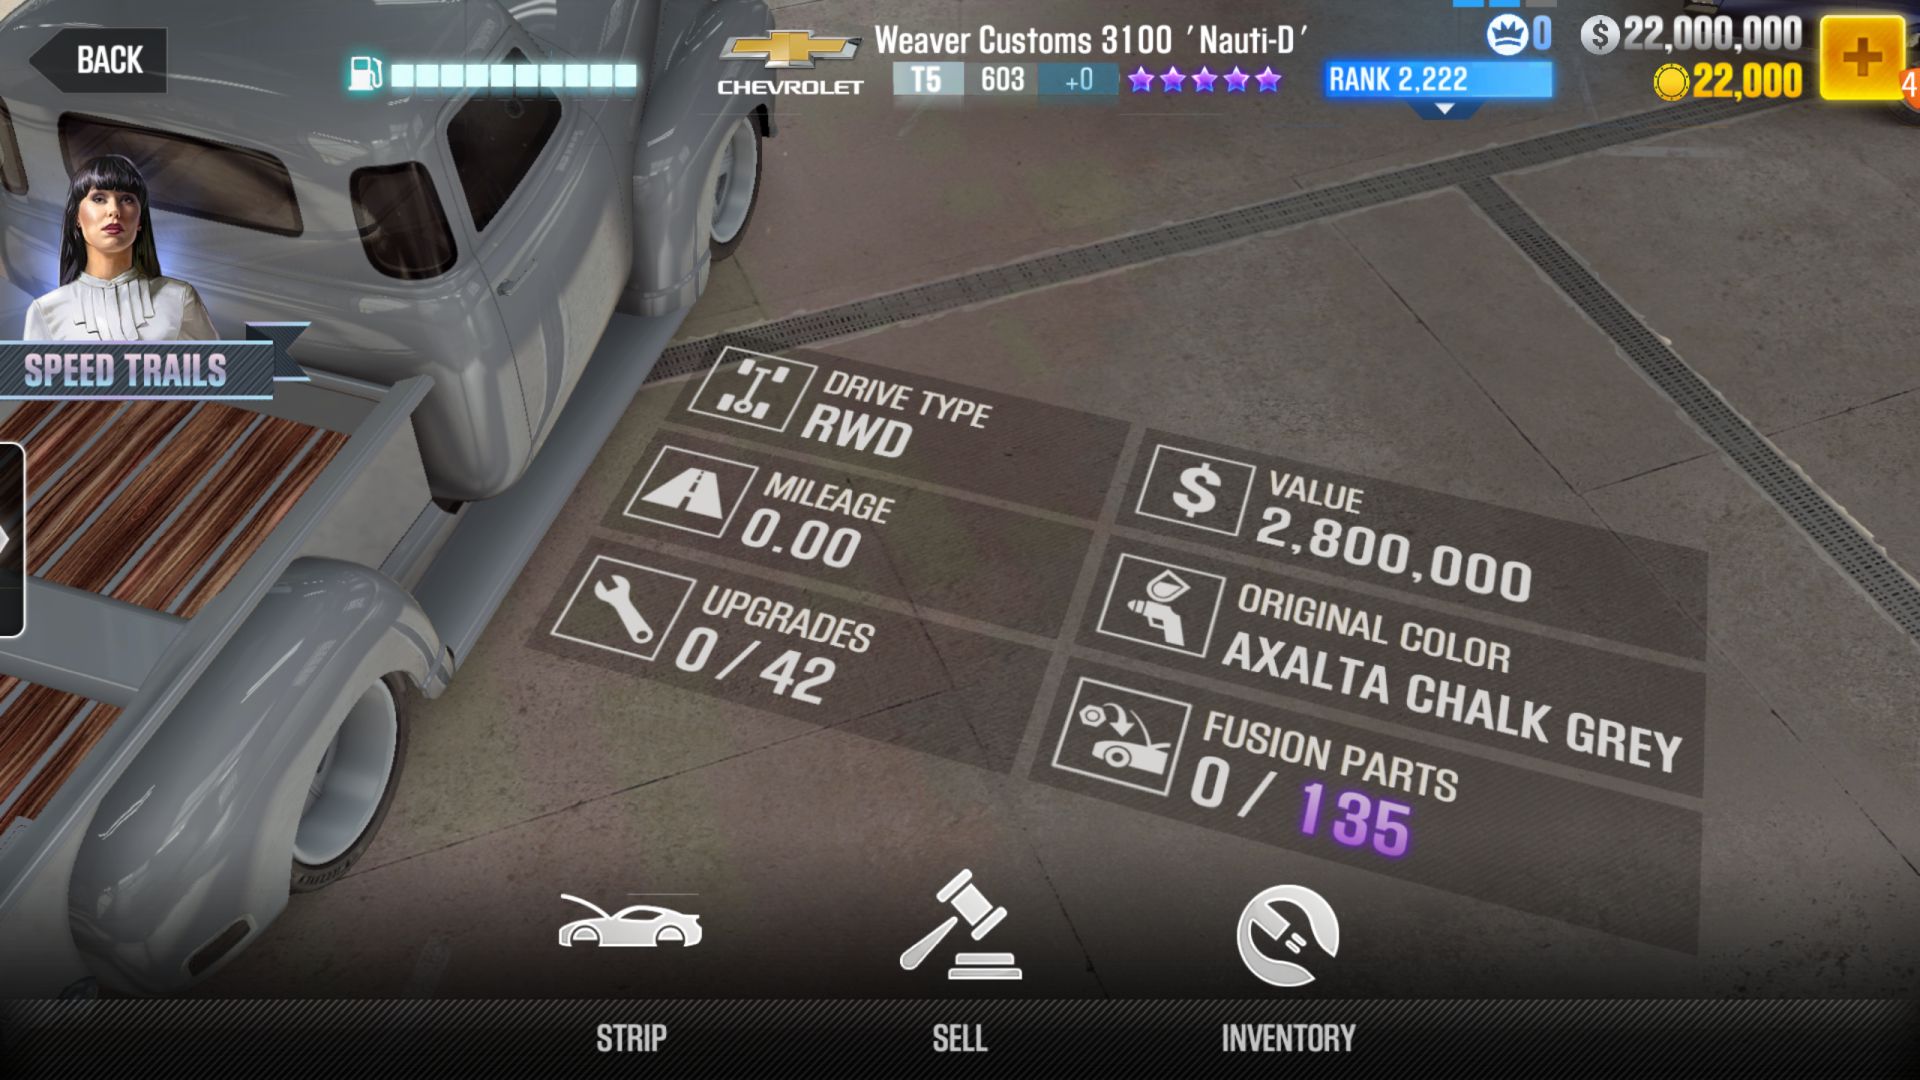 BACK
CHEVROLET
Weaver Customs 3100 'Nauti-D'
T5 603 +0
RANK 2,222
0
22,000,000
22,000
4
SPEED TRAILS
DRIVE TYPE
RWD
MILEAGE
0.00
UPGRADES
0 / 42
VALUE
2,800,000
ORIGINAL COLOR
AXALTA CHALK GREY
FUSION PARTS
0 / 135
STRIP
SELL
INVENTORY